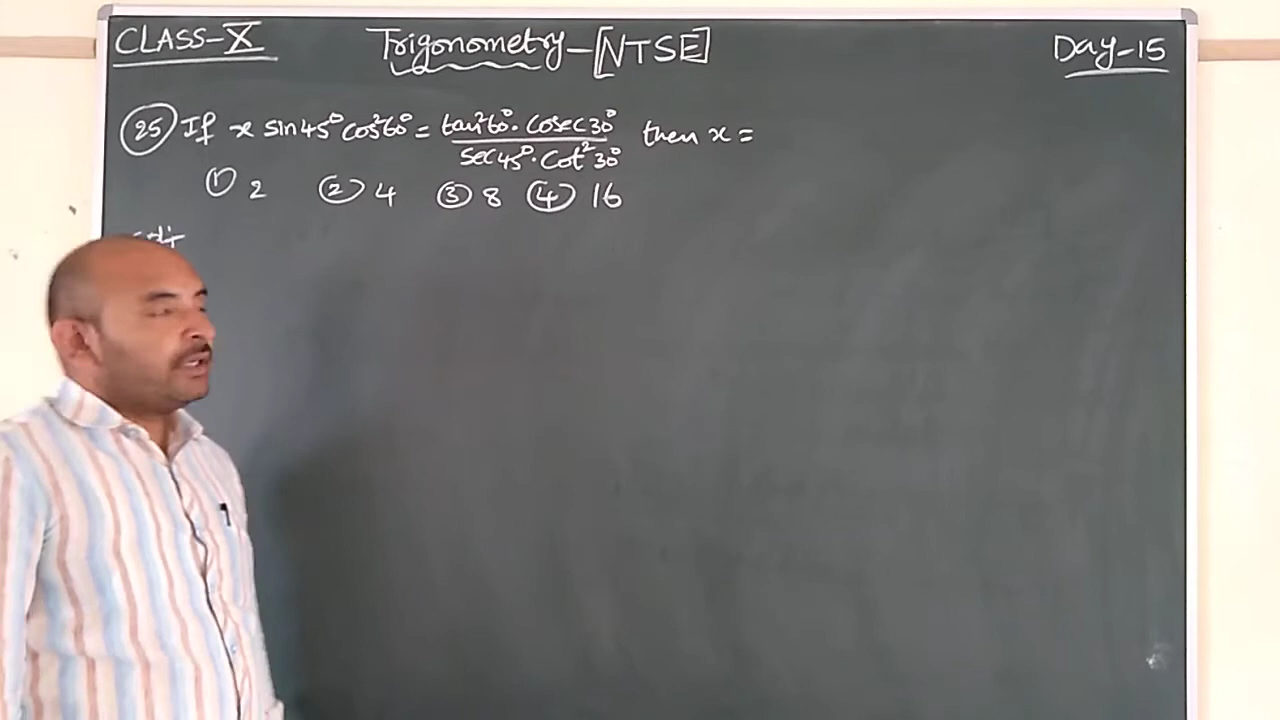 CLASS-X Trigonometry-[NTSE] Day-15
25 If x sin45° cos²60° = tan²60°. cosec30° / sec45°. cot²30° then x =
① 2 ② 4 ③ 8 ④ 16